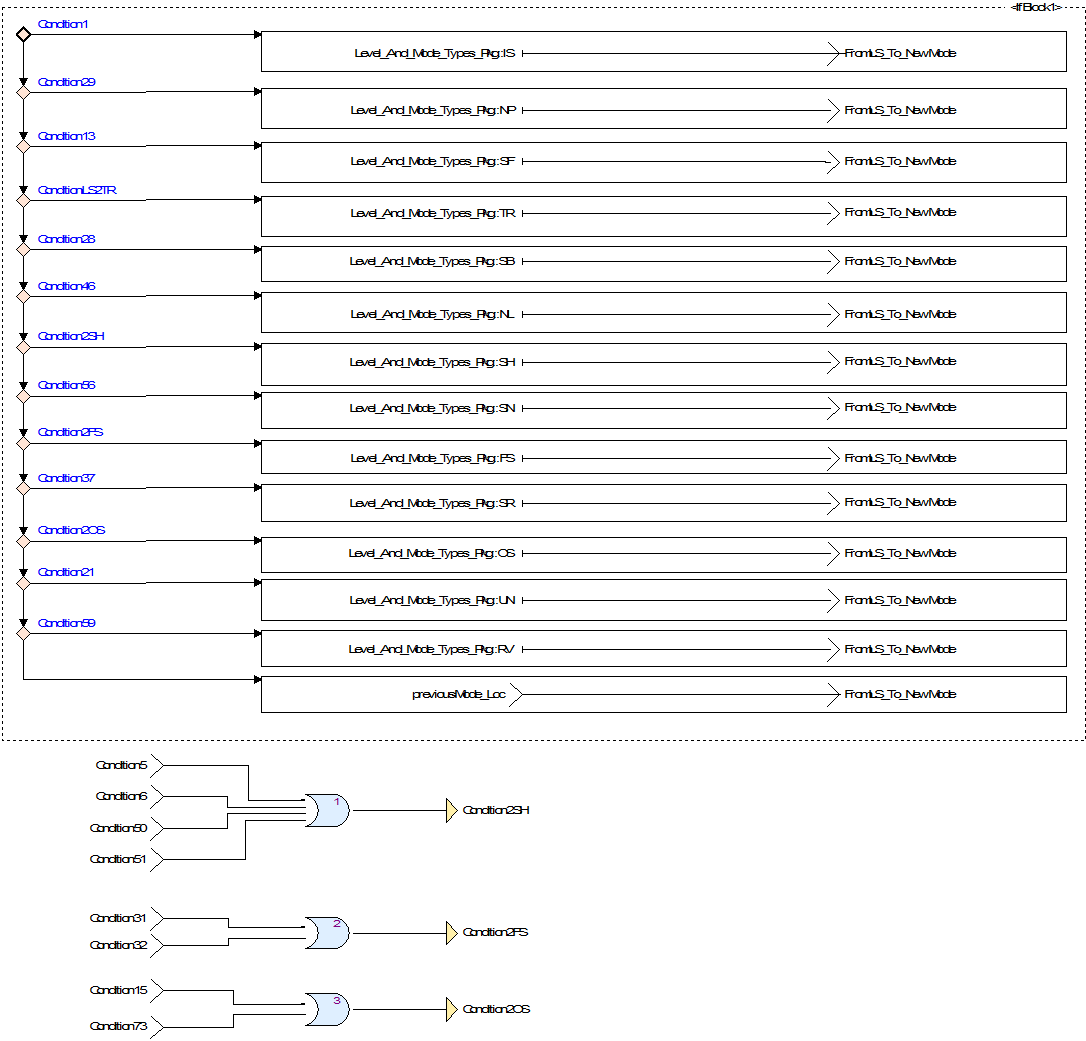 <IfBlock1>
Condition1
Level_And_Mode_Types_Pkg::IS FromLS_To_NewMode
Condition29
Level_And_Mode_Types_Pkg::NP FromLS_To_NewMode
Condition13
Level_And_Mode_Types_Pkg::SF FromLS_To_NewMode
ConditionLS2TR
Level_And_Mode_Types_Pkg::TR FromLS_To_NewMode
Condition28
Level_And_Mode_Types_Pkg::SB FromLS_To_NewMode
Condition46
Level_And_Mode_Types_Pkg::NL FromLS_To_NewMode
Condition2SH
Level_And_Mode_Types_Pkg::SH FromLS_To_NewMode
Condition56
Level_And_Mode_Types_Pkg::SN FromLS_To_NewMode
Condition2FS
Level_And_Mode_Types_Pkg::FS FromLS_To_NewMode
Condition37
Level_And_Mode_Types_Pkg::SR FromLS_To_NewMode
Condition2OS
Level_And_Mode_Types_Pkg::OS FromLS_To_NewMode
Condition21
Level_And_Mode_Types_Pkg::UN FromLS_To_NewMode
Condition59
Level_And_Mode_Types_Pkg::RV FromLS_To_NewMode
previousMode_Loc FromLS_To_NewMode
Condition5
Condition6
Condition50
Condition51
1
Condition2SH
Condition31
Condition32
2
Condition2FS
Condition15
Condition73
3
Condition2OS